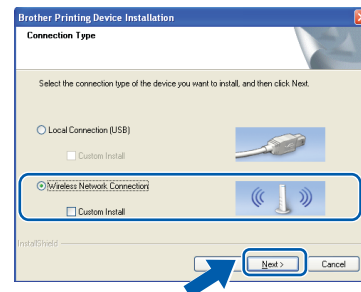 Brother Printing Device Installation
Connection Type
Select the connection type of the device you want to install, and then click Next.
Local Connection (USB)
Custom Install
Wireless Network Connection
Custom Install
InstallShield
Next >
Cancel